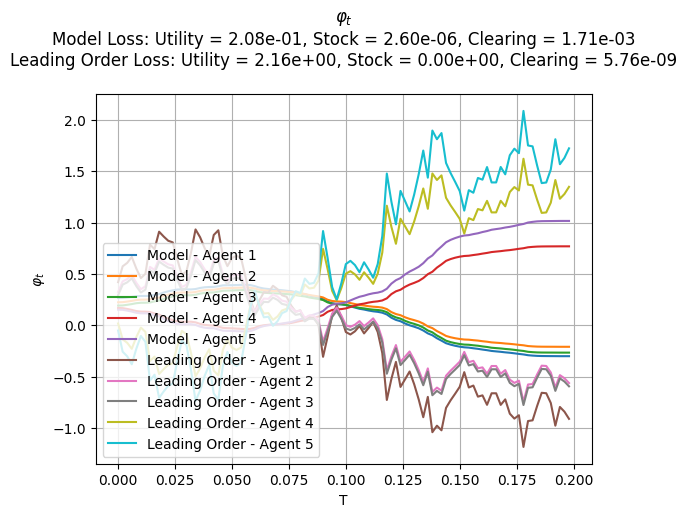 φₜ
Model Loss: Utility = 2.08e-01, Stock = 2.60e-06, Clearing = 1.71e-03
Leading Order Loss: Utility = 2.16e+00, Stock = 0.00e+00, Clearing = 5.76e-09
2.0
1.5
1.0
0.5
0.0
−0.5
−1.0
φₜ
Model - Agent 1
Model - Agent 2
Model - Agent 3
Model - Agent 4
Model - Agent 5
Leading Order - Agent 1
Leading Order - Agent 2
Leading Order - Agent 3
Leading Order - Agent 4
Leading Order - Agent 5
0.000 0.025 0.050 0.075 0.100 0.125 0.150 0.175 0.200
T